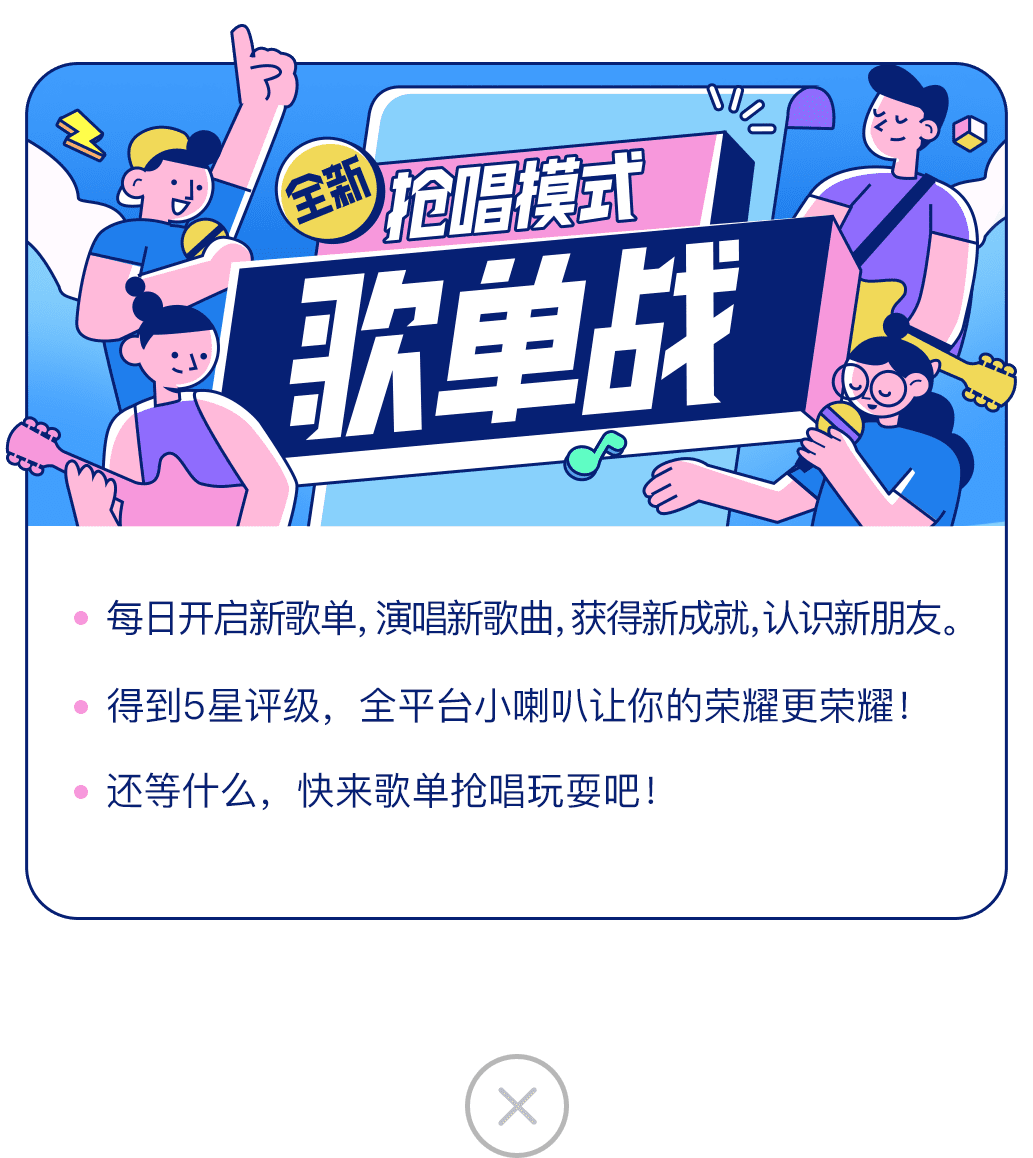 全新
抢唱模式
歌单战
每日开启新歌单，演唱新歌曲，获得新成就，认识新朋友。
得到5星评级，全平台小喇叭让你的荣耀更荣耀！
还等什么，快来歌单抢唱玩耍吧！